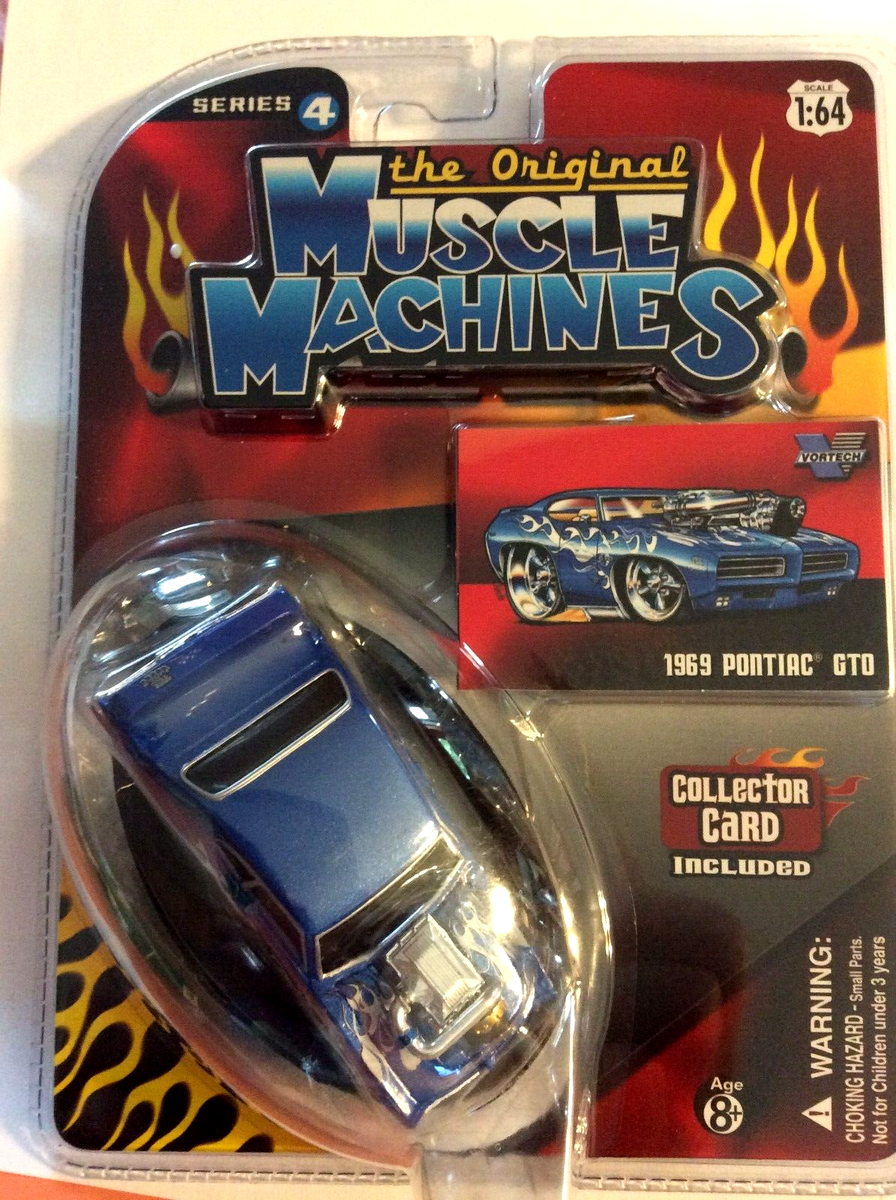 SERIES 4
SCALE
1:64
the Original
MUSCLE
MACHINES
VORTECH
1969 PONTIAC® GTO
COLLECTOR
CARD
INCLUDED
Age
8+
WARNING:
CHOKING HAZARD - Small Parts.
Not for Children under 3 years